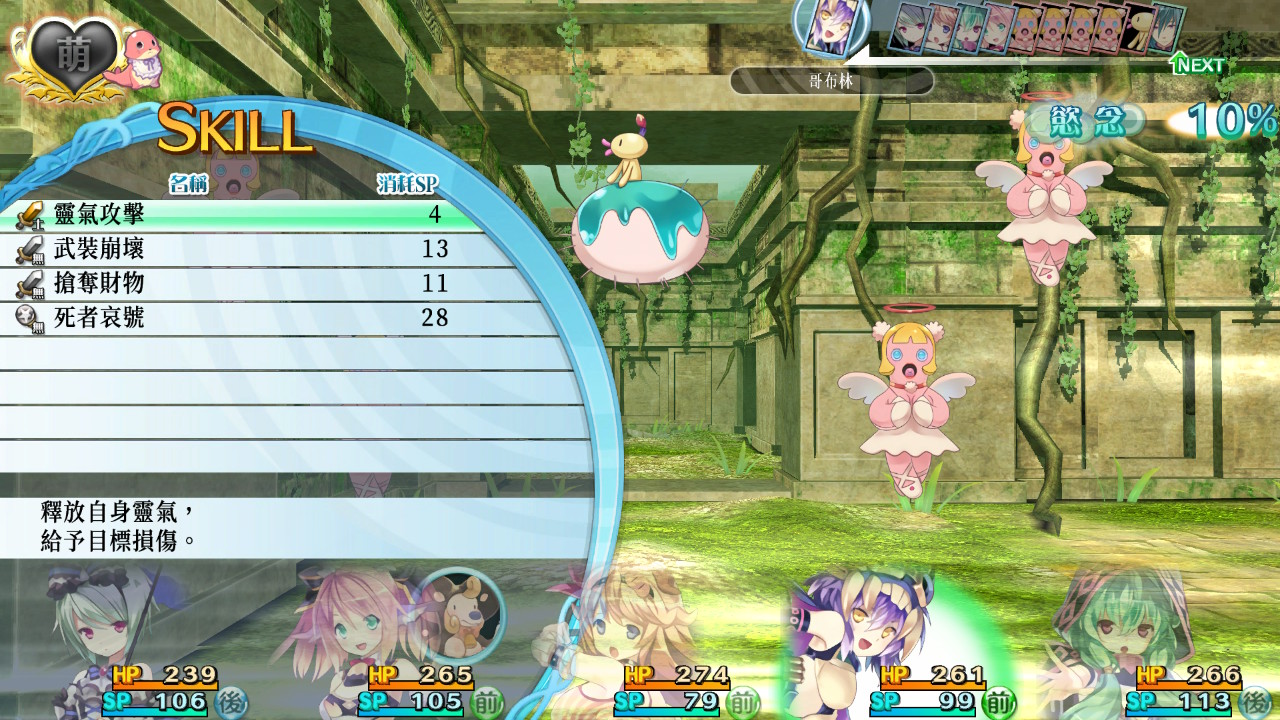 萌
哥布林
NEXT
慾念 10%
SKILL
名稱 消耗SP
靈氣攻擊 4
武裝崩壞 13
搶奪財物 11
死者哀號 28
釋放自身靈氣，
給予目標損傷。
HP 239
SP 106 後
HP 265
SP 105 前
HP 274
SP 79 前
HP 261
SP 99 前
HP 266
SP 113 後